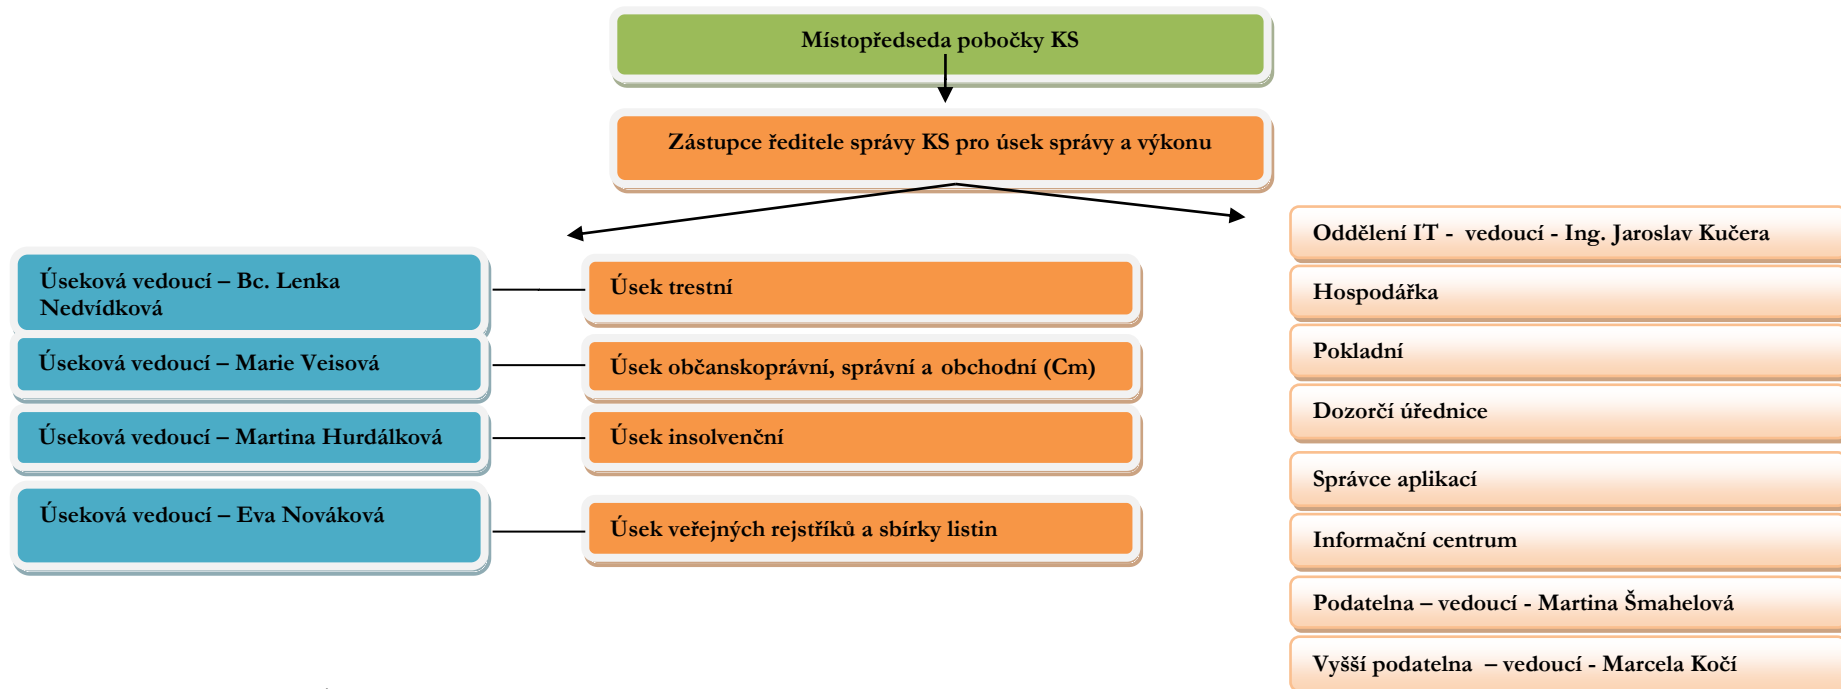 Místopředseda pobočky KS
Zástupce ředitele správy KS pro úsek správy a výkonu
Úseková vedoucí – Bc. Lenka
Nedvídková
Úsek trestní
Úseková vedoucí – Marie Veisová
Úsek občanskoprávní, správní a obchodní (Cm)
Úseková vedoucí – Martina Hurdálková
Úsek insolvenční
Úseková vedoucí – Eva Nováková
Úsek veřejných rejstříků a sbírky listin
Oddělení IT - vedoucí - Ing. Jaroslav Kučera
Hospodářka
Pokladní
Dozorčí úřednice
Správce aplikací
Informační centrum
Podatelna – vedoucí - Martina Šmahelová
Vyšší podatelna – vedoucí - Marcela Kočí